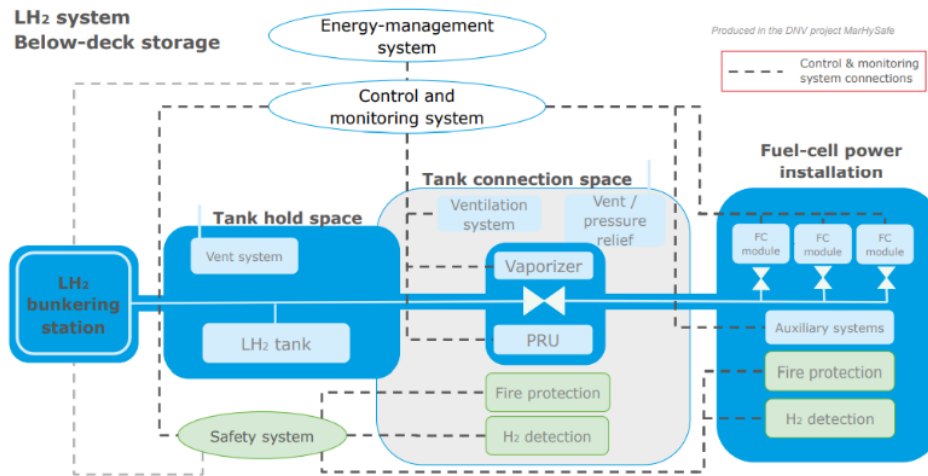 LH₂ system
Below-deck storage
Energy-management
system
Produced in the DNV project MarHySafe
Control & monitoring
system connections
Control and
monitoring system
Fuel-cell power
installation
Tank connection space
Tank hold space
Ventilation
system
Vent /
pressure
relief
FC
module
FC
module
FC
module
Vent system
Vaporizer
LH₂
bunkering
station
LH₂ tank
PRU
Auxiliary systems
Fire protection
H₂ detection
Fire protection
H₂ detection
Safety system